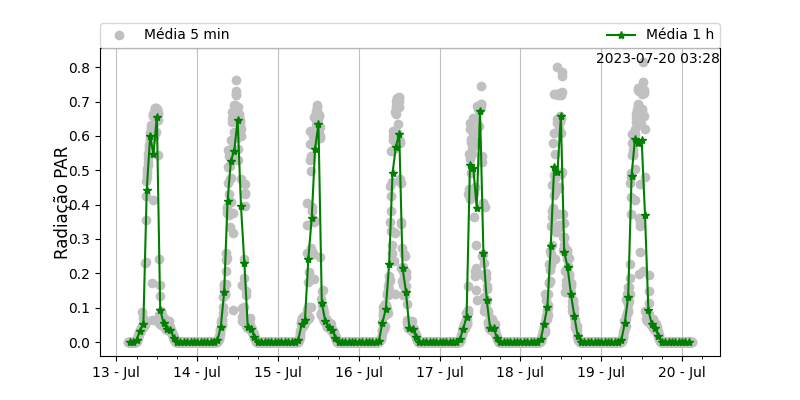 Média 5 min
Média 1 h
2023-07-20 03:28
Radiação PAR
0.8
0.7
0.6
0.5
0.4
0.3
0.2
0.1
0.0
13 - Jul
14 - Jul
15 - Jul
16 - Jul
17 - Jul
18 - Jul
19 - Jul
20 - Jul